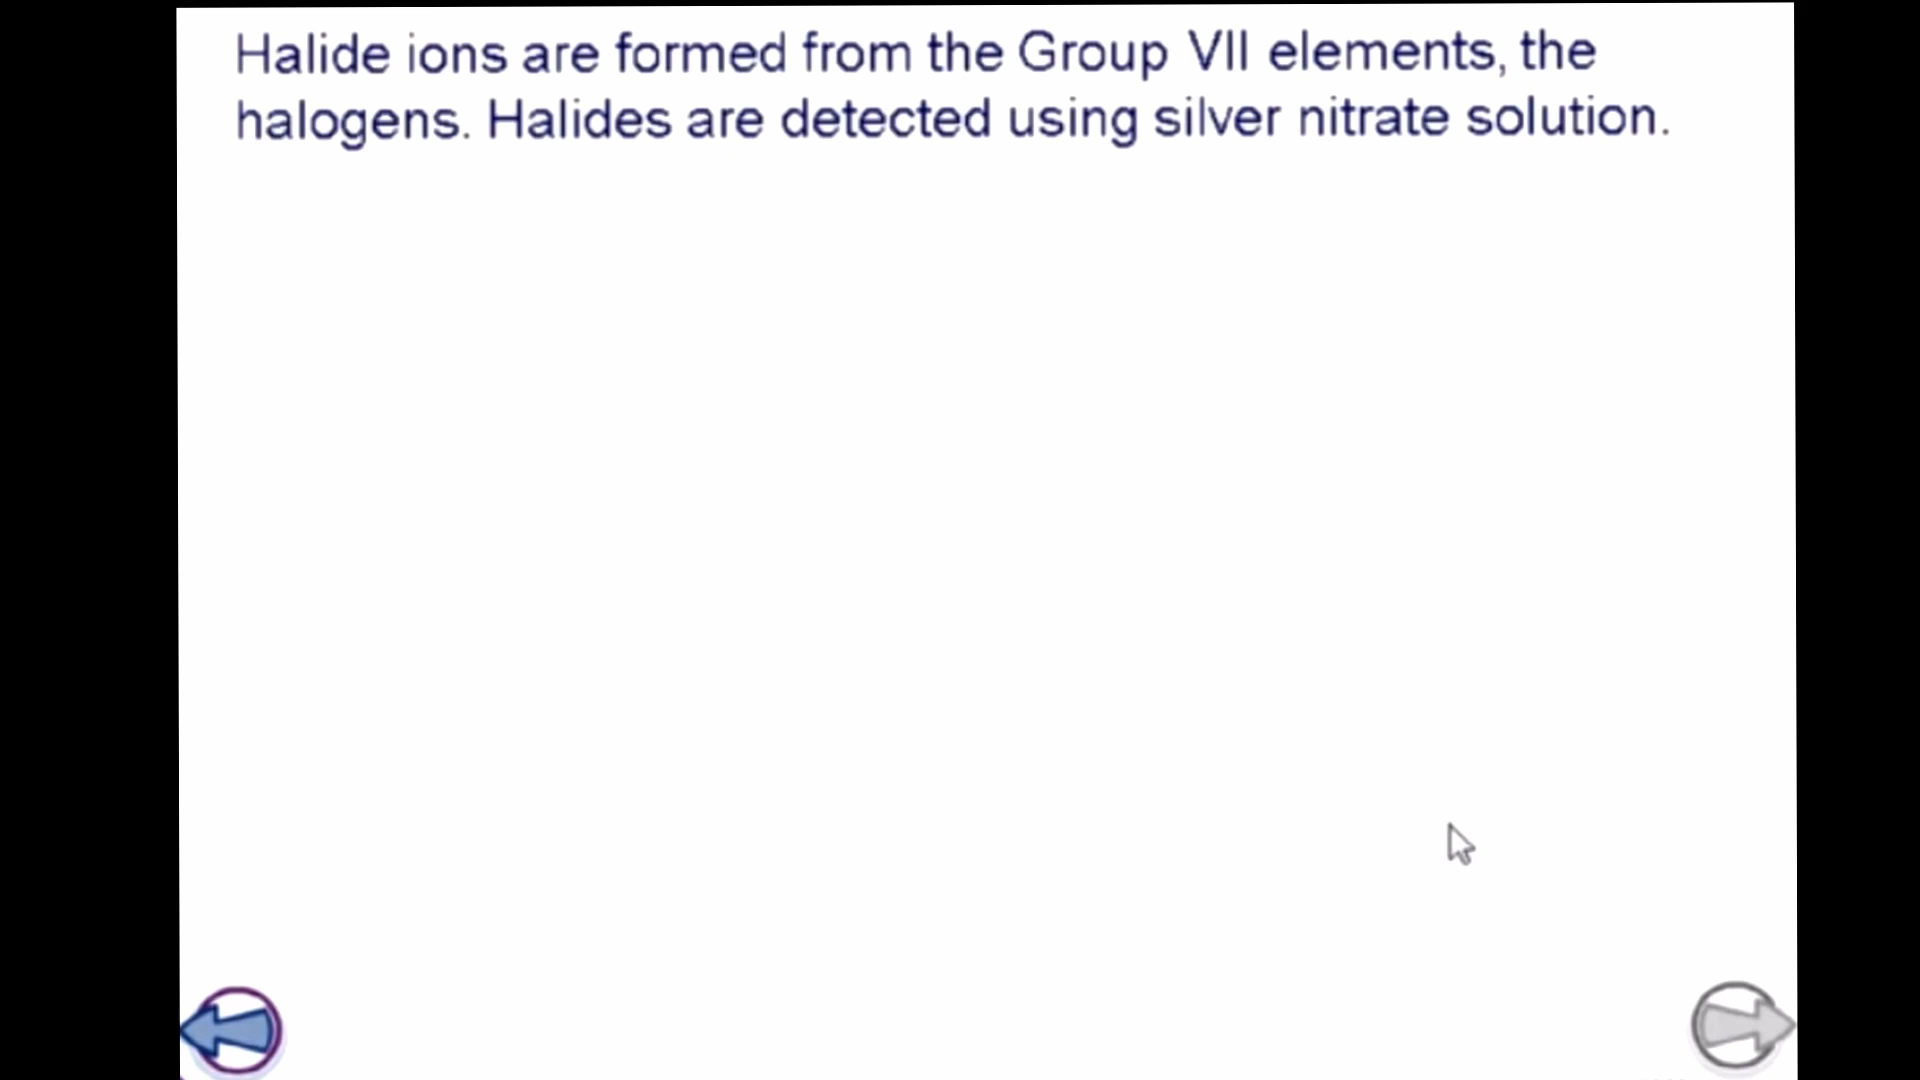 Halide ions are formed from the Group VII elements, the
halogens. Halides are detected using silver nitrate solution.